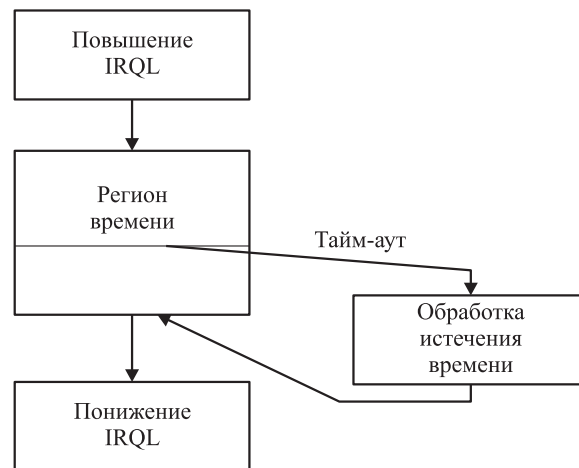 Повышение
IRQL
Регион
времени
Тайм-аут
Обработка
истечения
времени
Понижение
IRQL